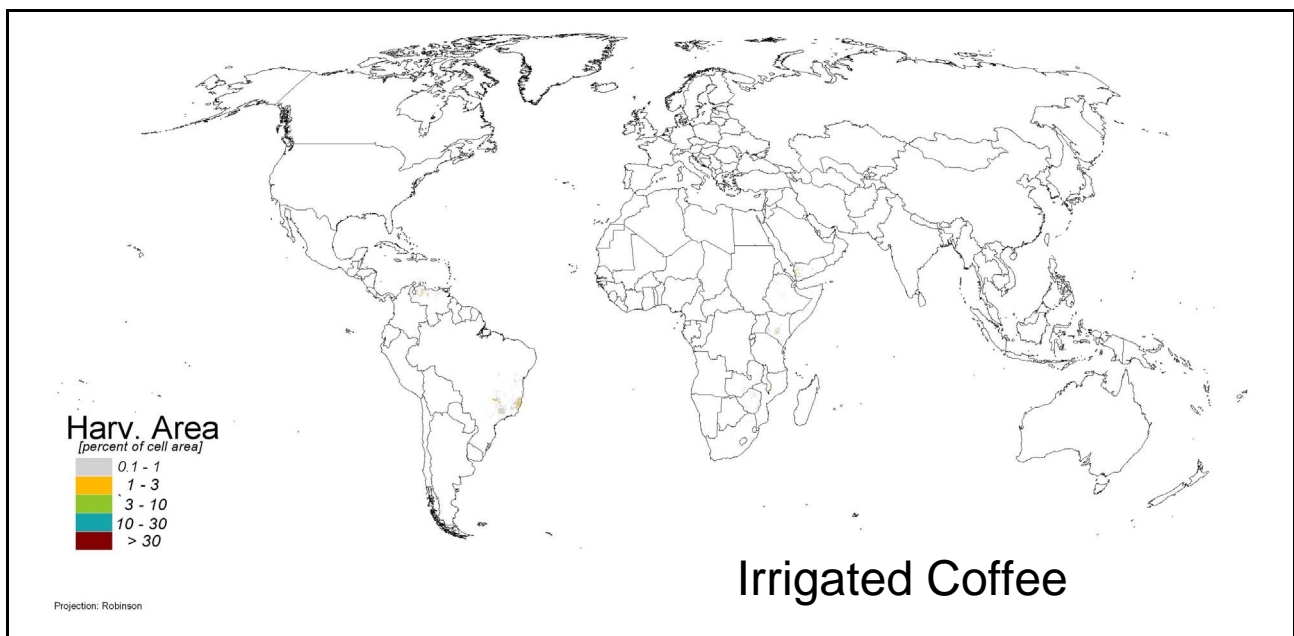 Harv. Area
[percent of cell area]
0.1 - 1
1 - 3
3 - 10
10 - 30
> 30
Irrigated Coffee
Projection: Robinson